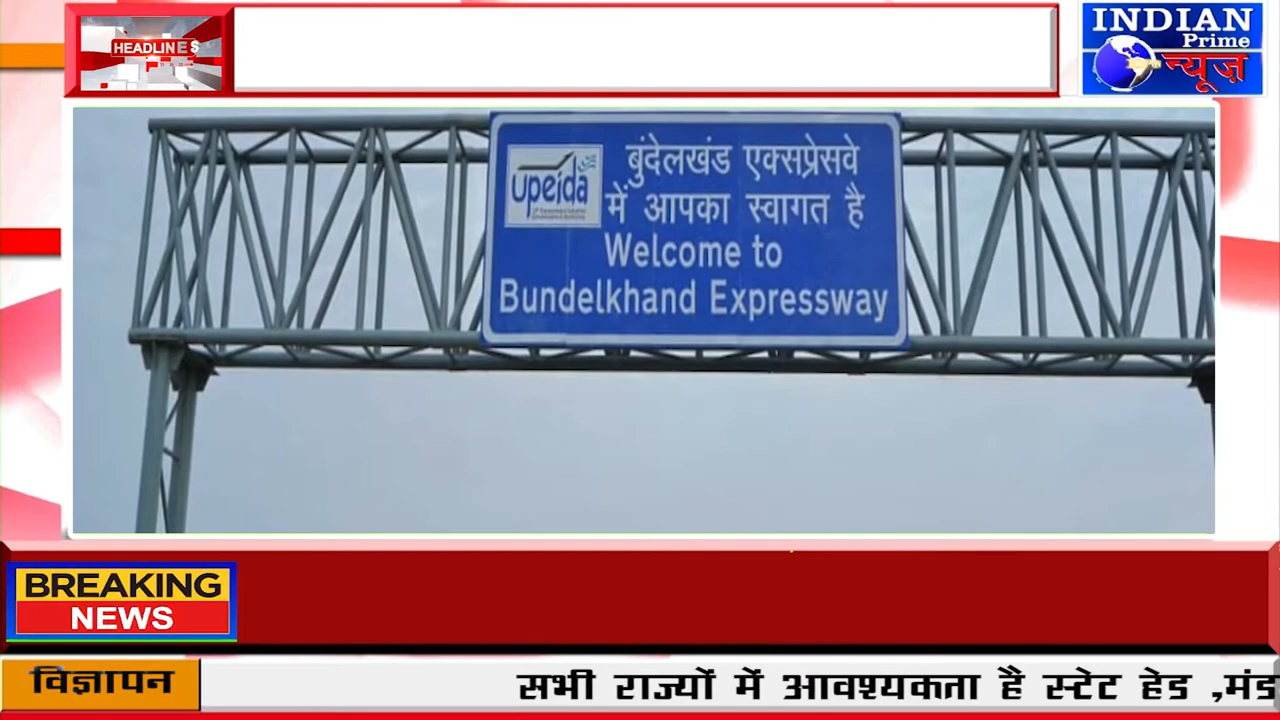 HEADLINES
INDIAN
Prime
न्यूज़
बुंदेलखंड एक्सप्रेसवे
upeida
में आपका स्वागत है
Welcome to
Bundelkhand Expressway
BREAKING
NEWS
विज्ञापन
सभी राज्यों में आवश्यकता है स्टेट हेड ,मंड